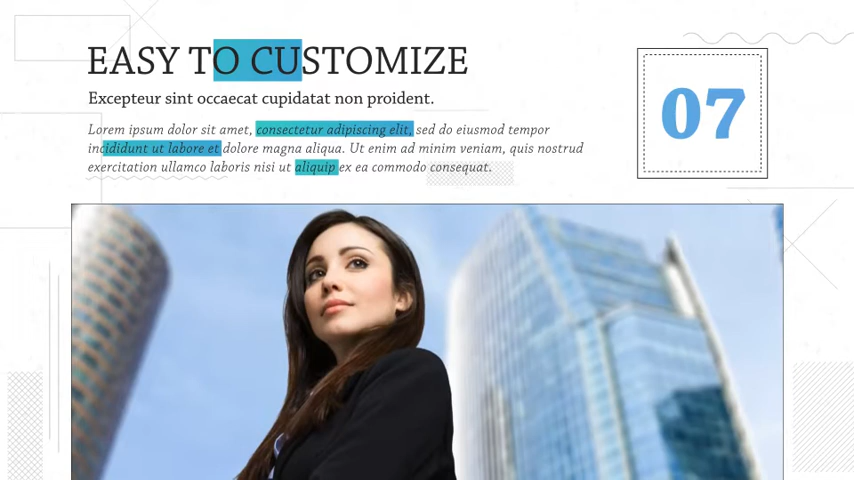 EASY TO CUSTOMIZE
Excepteur sint occaecat cupidatat non proident.
Lorem ipsum dolor sit amet, consectetur adipiscing elit, sed do eiusmod tempor
incididunt ut labore et dolore magna aliqua. Ut enim ad minim veniam, quis nostrud
exercitation ullamco laboris nisi ut aliquip ex ea commodo consequat.
07